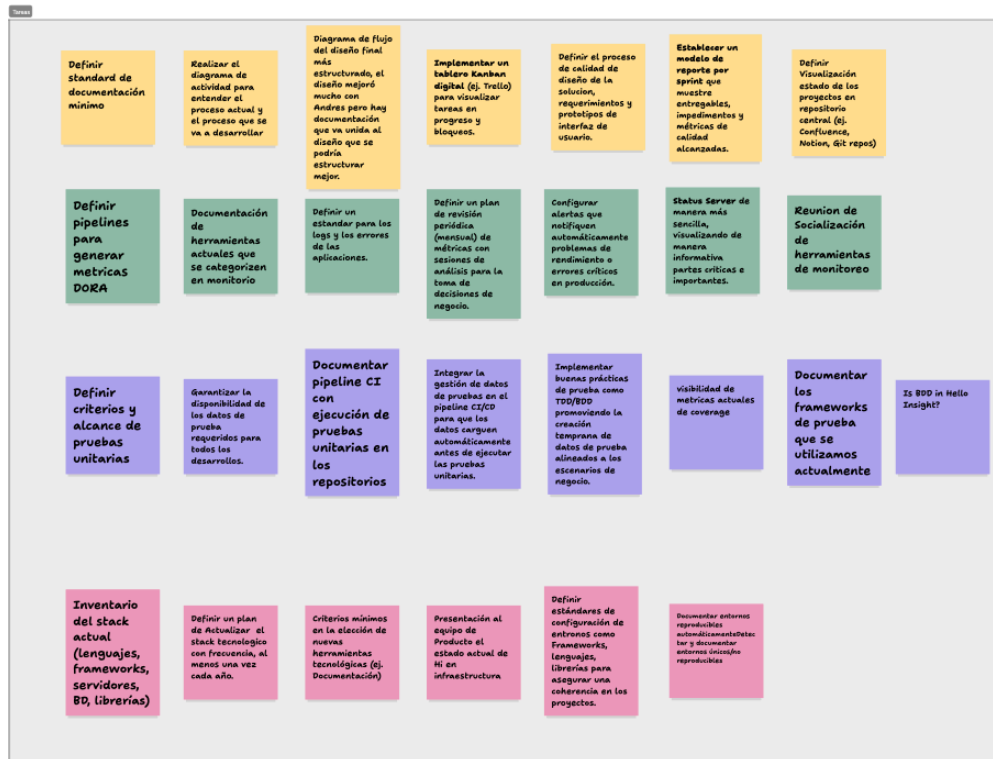 Tareas
Definir
standard de
documentación
mínimo
Realizar el
diagrama de
actividad para
entender el
proceso actual y
el proceso que se
va a desarrollar
Diagrama de flujo
del diseño final
más
estructurado, el
diseño mejoró
mucho con
Andres pero hay
documentación
que va unida al
diseño que se
podría
estructurar
mejor.
Implementar un
tablero Kanban
digital (ej. Trello)
para visualizar
tareas en
progreso y
bloqueos.
Definir el proceso
de calidad de
diseño de la
solucion,
requerimientos y
prototipos de
interfaz de
usuario.
Establecer un
modelo de
reporte por
sprint que
muestre
entregables,
impedimentos y
métricas de
calidad
alcanzadas.
Definir
Visualización
estado de los
proyectos en
repositorio
central (ej.
Confluence,
Notion, Git repos)
Definir
pipelines
para
generar
metricas
DORA
Documentación
de
herramientas
actuales que
se categorizen
en monitorio
Definir un
estandar para los
logs y los errores
de las
aplicaciones.
Definir un plan
de revisión
periódica
(mensual) de
métricas con
sesiones de
análisis para la
toma de
decisiones de
negocio.
Configurar
alertas que
notifiquen
automáticamente
problemas de
rendimiento o
errores críticos
en producción.
Status Server de
manera más
sencilla,
visualizando de
manera
informativa
partes criticas e
importantes.
Reunion de
Socialización
de
herramientas
de monitoreo
Definir
criterios y
alcance de
pruebas
unitarias
Garantizar la
disponibilidad de
los datos de
prueba
requeridos para
todos los
desarrollos.
Documentar
pipeline CI
con
ejecución de
pruebas
unitarias en
los
repositorios
Integrar la
gestión de datos
de pruebas en el
pipeline CI/CD
para que los
datos carguen
automáticamente
antes de ejecutar
las pruebas
unitarias.
Implementar
buenas prácticas
de prueba como
TDD/BDD
promoviendo la
creación
temprana de
datos de prueba
alineados a los
escenarios de
negocio.
visibilidad de
metricas actuales
de coverage
Documentar
los
frameworks
de prueba
que se
utilizamos
actualmente
Is BDD in Hello
Insight?
Inventario
del stack
actual
(lenguajes,
frameworks,
servidores,
BD, librerías)
Definir un plan
de Actualizar el
stack tecnologico
con frecuencia, al
menos una vez
cada año.
Criterios mínimos
en la elección de
nuevas
herramientas
tecnológicas (ej.
Documentación)
Presentación al
equipo de
Producto el
estado actual de
Hi en
infraestructura
Definir
estándares de
configuración de
entronos como
Frameworks,
lenguajes,
librerías para
asegurar una
coherencia en los
proyectos.
Documentar entornos
reproducibles
automáticamenteDetec
tar y documentar
entornos únicos/no
reproducibles